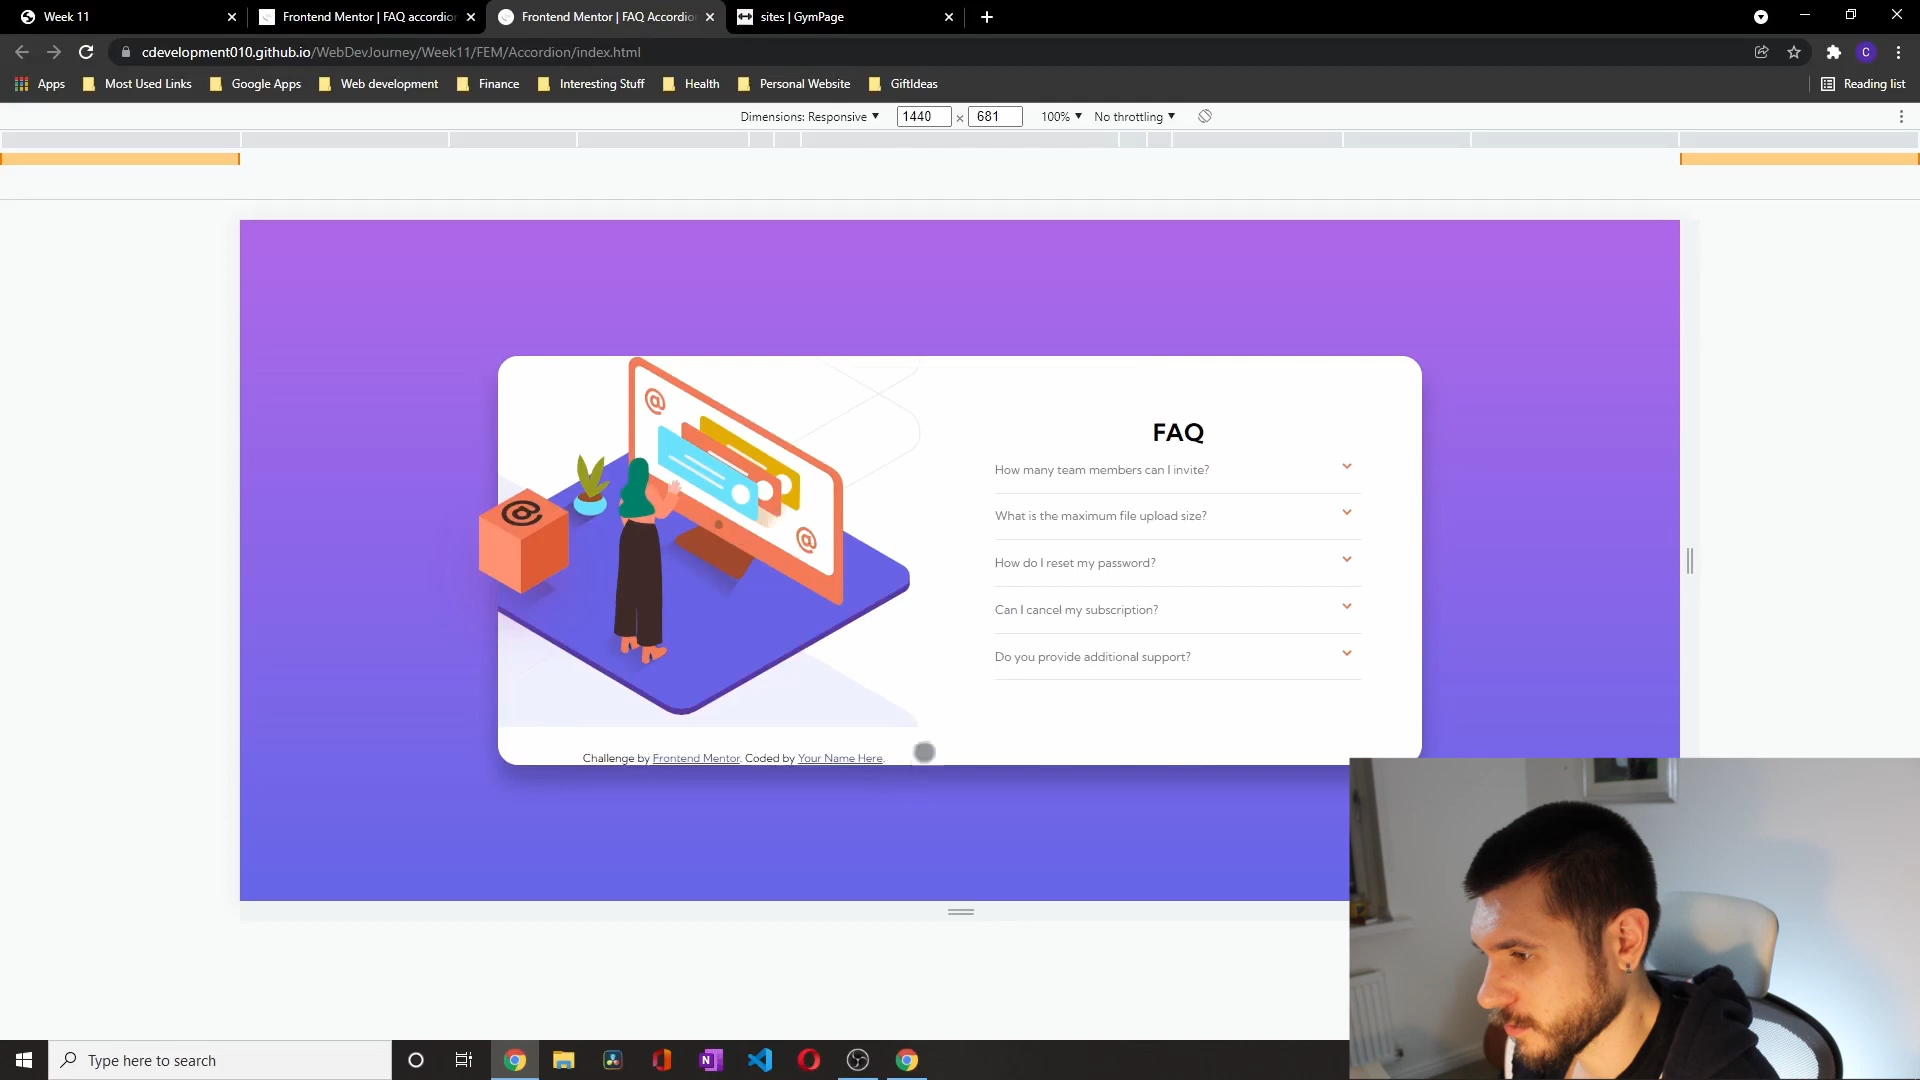 Week 11
Frontend Mentor | FAQ accordion
Frontend Mentor | FAQ Accordio
sites | GymPage
cdevelopment010.github.io/WebDevJourney/Week11/FEM/Accordion/index.html
C
Apps
Most Used Links
Google Apps
Web development
Finance
Interesting Stuff
Health
Personal Website
GiftIdeas
Reading list
Dimensions: Responsive
1440 x 681
100%
No throttling
@
@
@
FAQ
How many team members can I invite?
What is the maximum file upload size?
How do I reset my password?
Can I cancel my subscription?
Do you provide additional support?
Challenge by Frontend Mentor. Coded by Your Name Here.
Type here to search
N